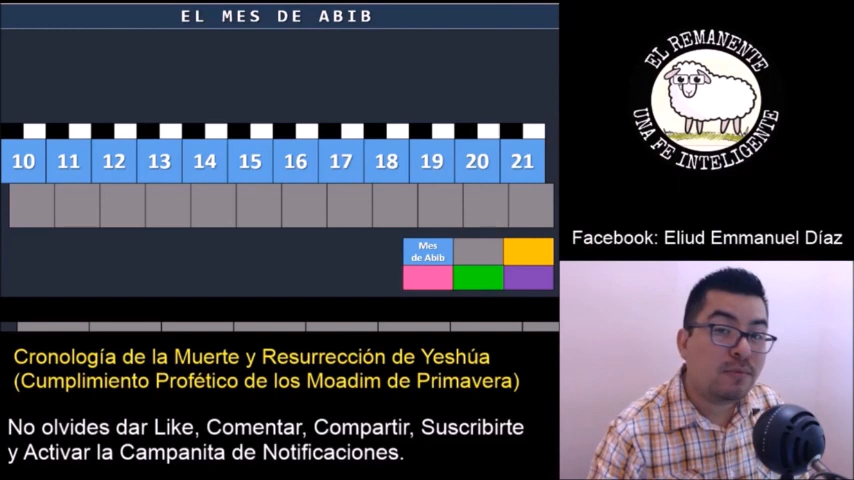 EL MES DE ABIB
10 11 12 13 14 15 16 17 18 19 20 21
Mes
de Abib
EL REMANENTE
UNA FE INTELIGENTE
Facebook: Eliud Emmanuel Díaz
Cronología de la Muerte y Resurrección de Yeshúa
(Cumplimiento Profético de los Moadim de Primavera)
No olvides dar Like, Comentar, Compartir, Suscribirte
y Activar la Campanita de Notificaciones.